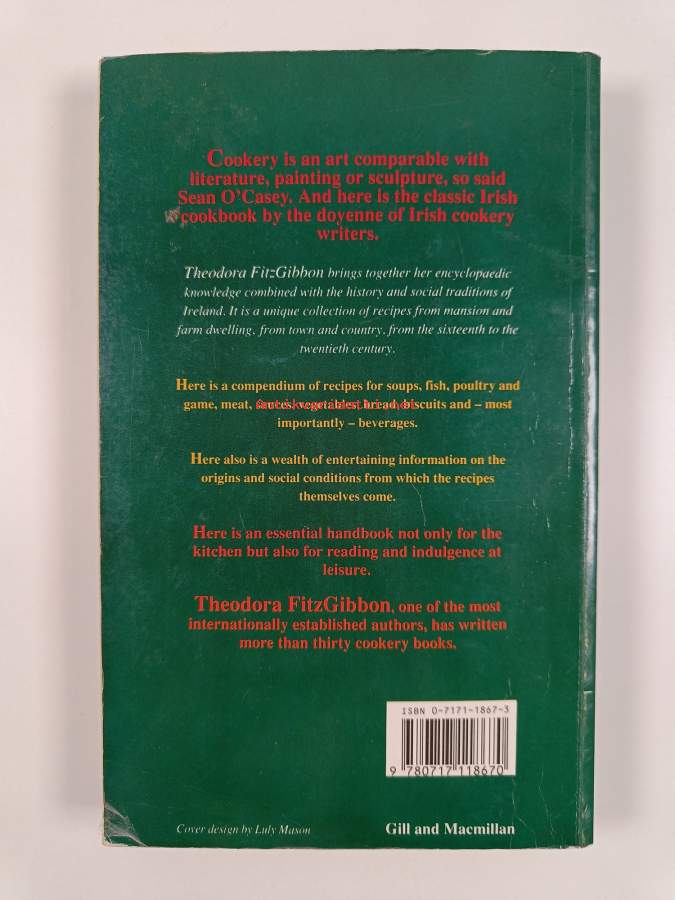 Cookery is an art comparable with
literature, painting or sculpture, so said
Sean O'Casey. And here is the classic Irish
cookbook by the doyenne of Irish cookery
writers.
Theodora FitzGibbon brings together her encyclopaedic
knowledge combined with the history and social traditions of
Ireland. It is a unique collection of recipes from mansion and
farm dwelling, from town and country, from the sixteenth to the
twentieth century.
Here is a compendium of recipes for soups, fish, poultry and
game, meat, sauces, vegetables, bread, biscuits and – most
importantly – beverages.
Here also is a wealth of entertaining information on the
origins and social conditions from which the recipes
themselves come.
Here is an essential handbook not only for the
kitchen but also for reading and indulgence at
leisure.
Theodora FitzGibbon, one of the most
internationally established authors, has written
more than thirty cookery books.
ISBN 0-7171-1867-3
9 780717 118670
Cover design by Luly Mason
Gill and Macmillan